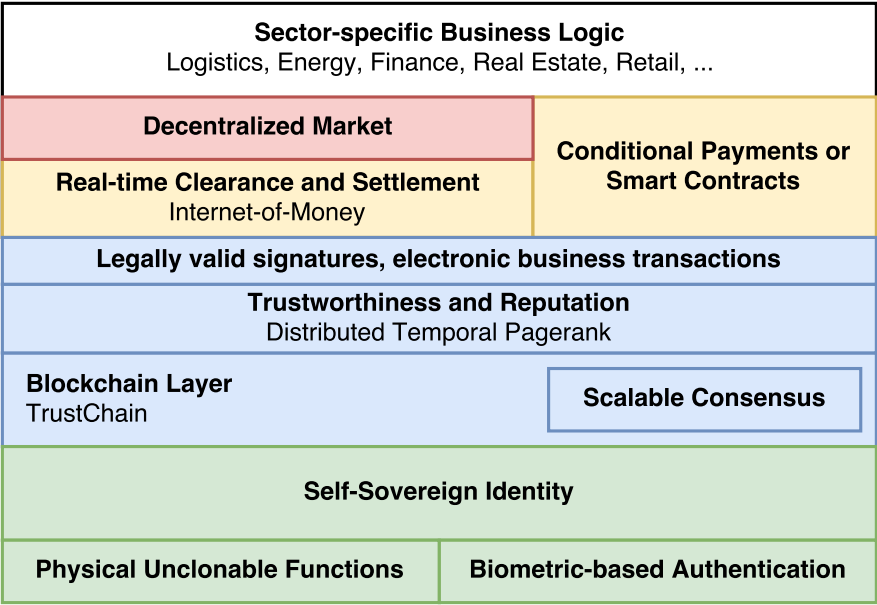 Sector-specific Business Logic
Logistics, Energy, Finance, Real Estate, Retail, ...
Decentralized Market
Conditional Payments or
Smart Contracts
Real-time Clearance and Settlement
Internet-of-Money
Legally valid signatures, electronic business transactions
Trustworthiness and Reputation
Distributed Temporal Pagerank
Blockchain Layer
TrustChain
Scalable Consensus
Self-Sovereign Identity
Physical Unclonable Functions
Biometric-based Authentication